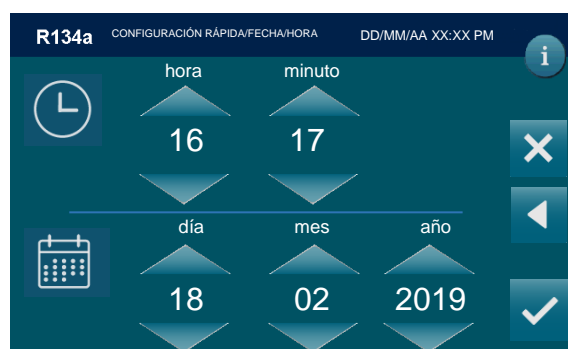 R134a CONFIGURACIÓN RÁPIDA/FECHA/HORA DD/MM/AA XX:XX PM
i
hora minuto
16 17
día mes año
18 02 2019